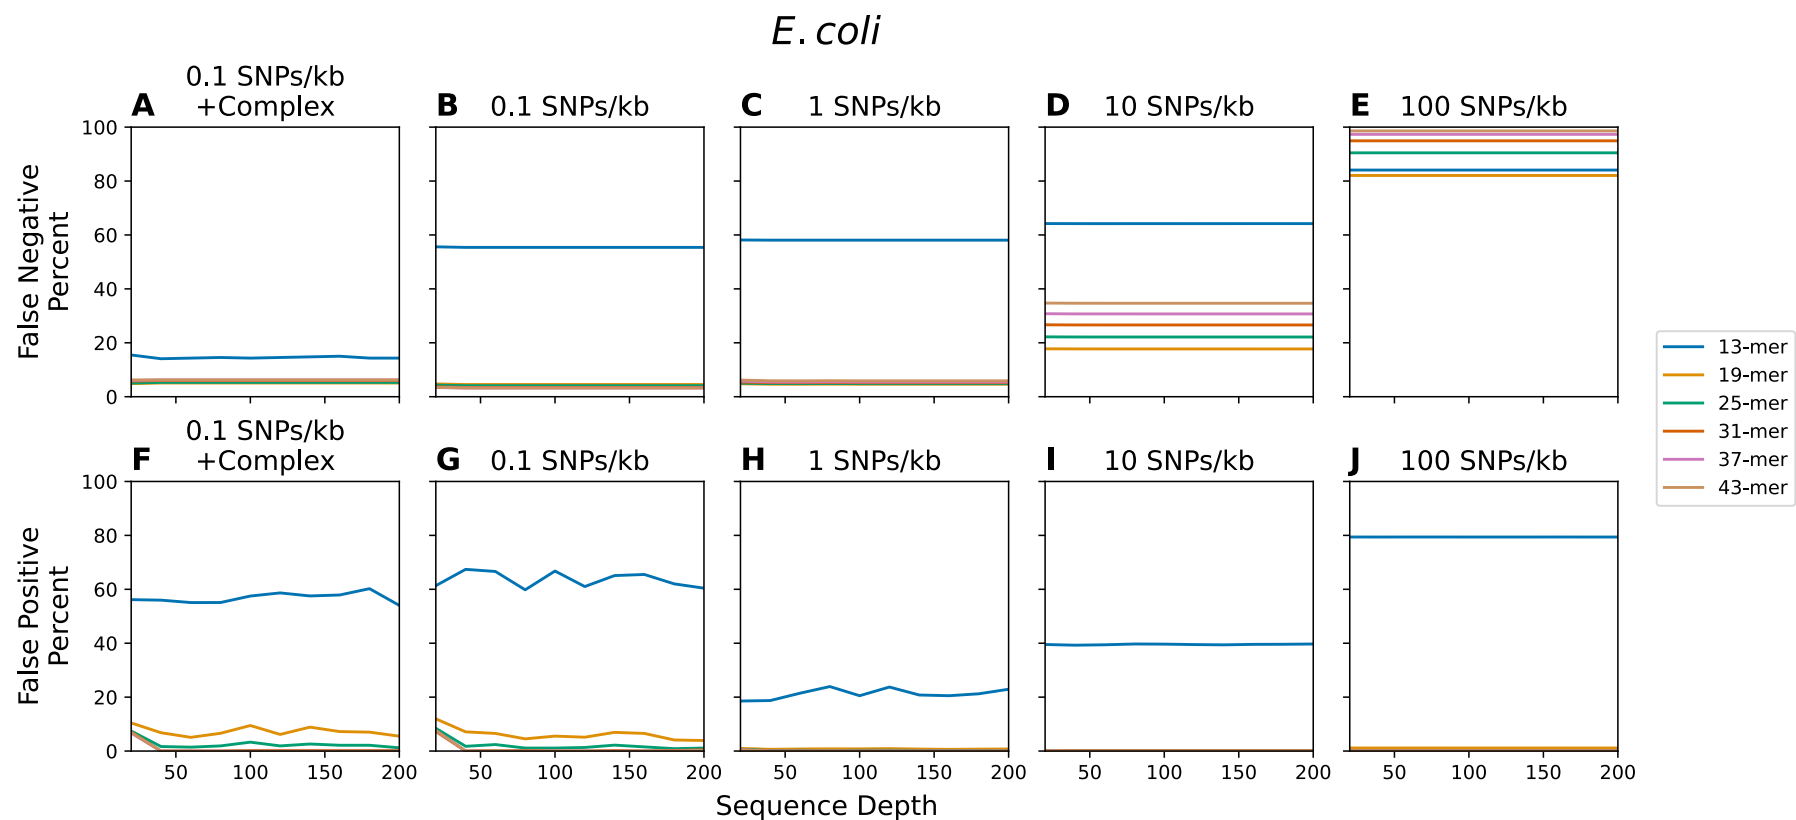 E. coli
A 0.1 SNPs/kb
+Complex
B 0.1 SNPs/kb
C 1 SNPs/kb
D 10 SNPs/kb
E 100 SNPs/kb
False Negative
Percent
100
80
60
40
20
0
F 0.1 SNPs/kb
+Complex
G 0.1 SNPs/kb
H 1 SNPs/kb
I 10 SNPs/kb
J 100 SNPs/kb
False Positive
Percent
100
80
60
40
20
0
50 100 150 200
50 100 150 200
50 100 150 200
50 100 150 200
50 100 150 200
Sequence Depth
13-mer
19-mer
25-mer
31-mer
37-mer
43-mer